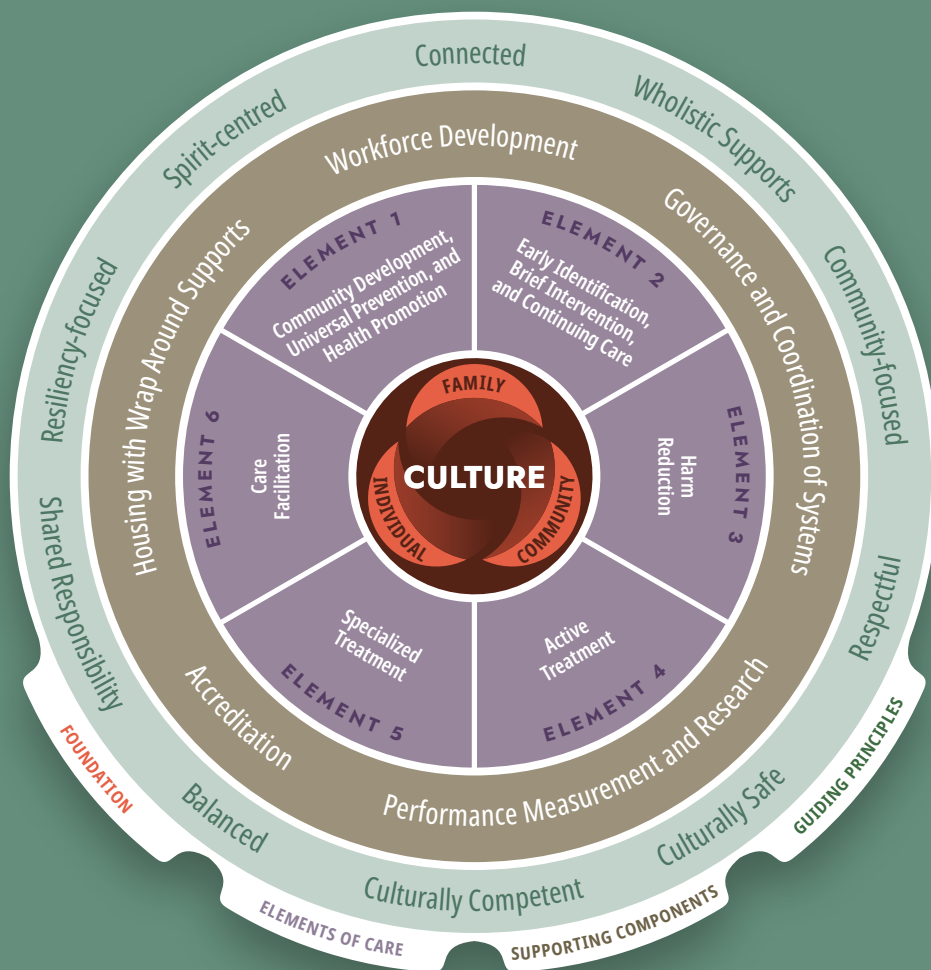 Connected
Wholistic Supports
Community-focused
Respectful
Culturally Safe
Culturally Competent
Balanced
Shared Responsibility
Resiliency-focused
Spirit-centred
Workforce Development
Governance and Coordination of Systems
Performance Measurement and Research
Accreditation
Housing with Wrap Around Supports
ELEMENT 1
Community Development,
Universal Prevention, and
Health Promotion
ELEMENT 2
Early Identification,
Brief Intervention,
and Continuing Care
ELEMENT 3
Harm
Reduction
ELEMENT 4
Active
Treatment
ELEMENT 5
Specialized
Treatment
ELEMENT 6
Care
Facilitation
FAMILY
CULTURE
INDIVIDUAL
COMMUNITY
FOUNDATION
ELEMENTS OF CARE
SUPPORTING COMPONENTS
GUIDING PRINCIPLES